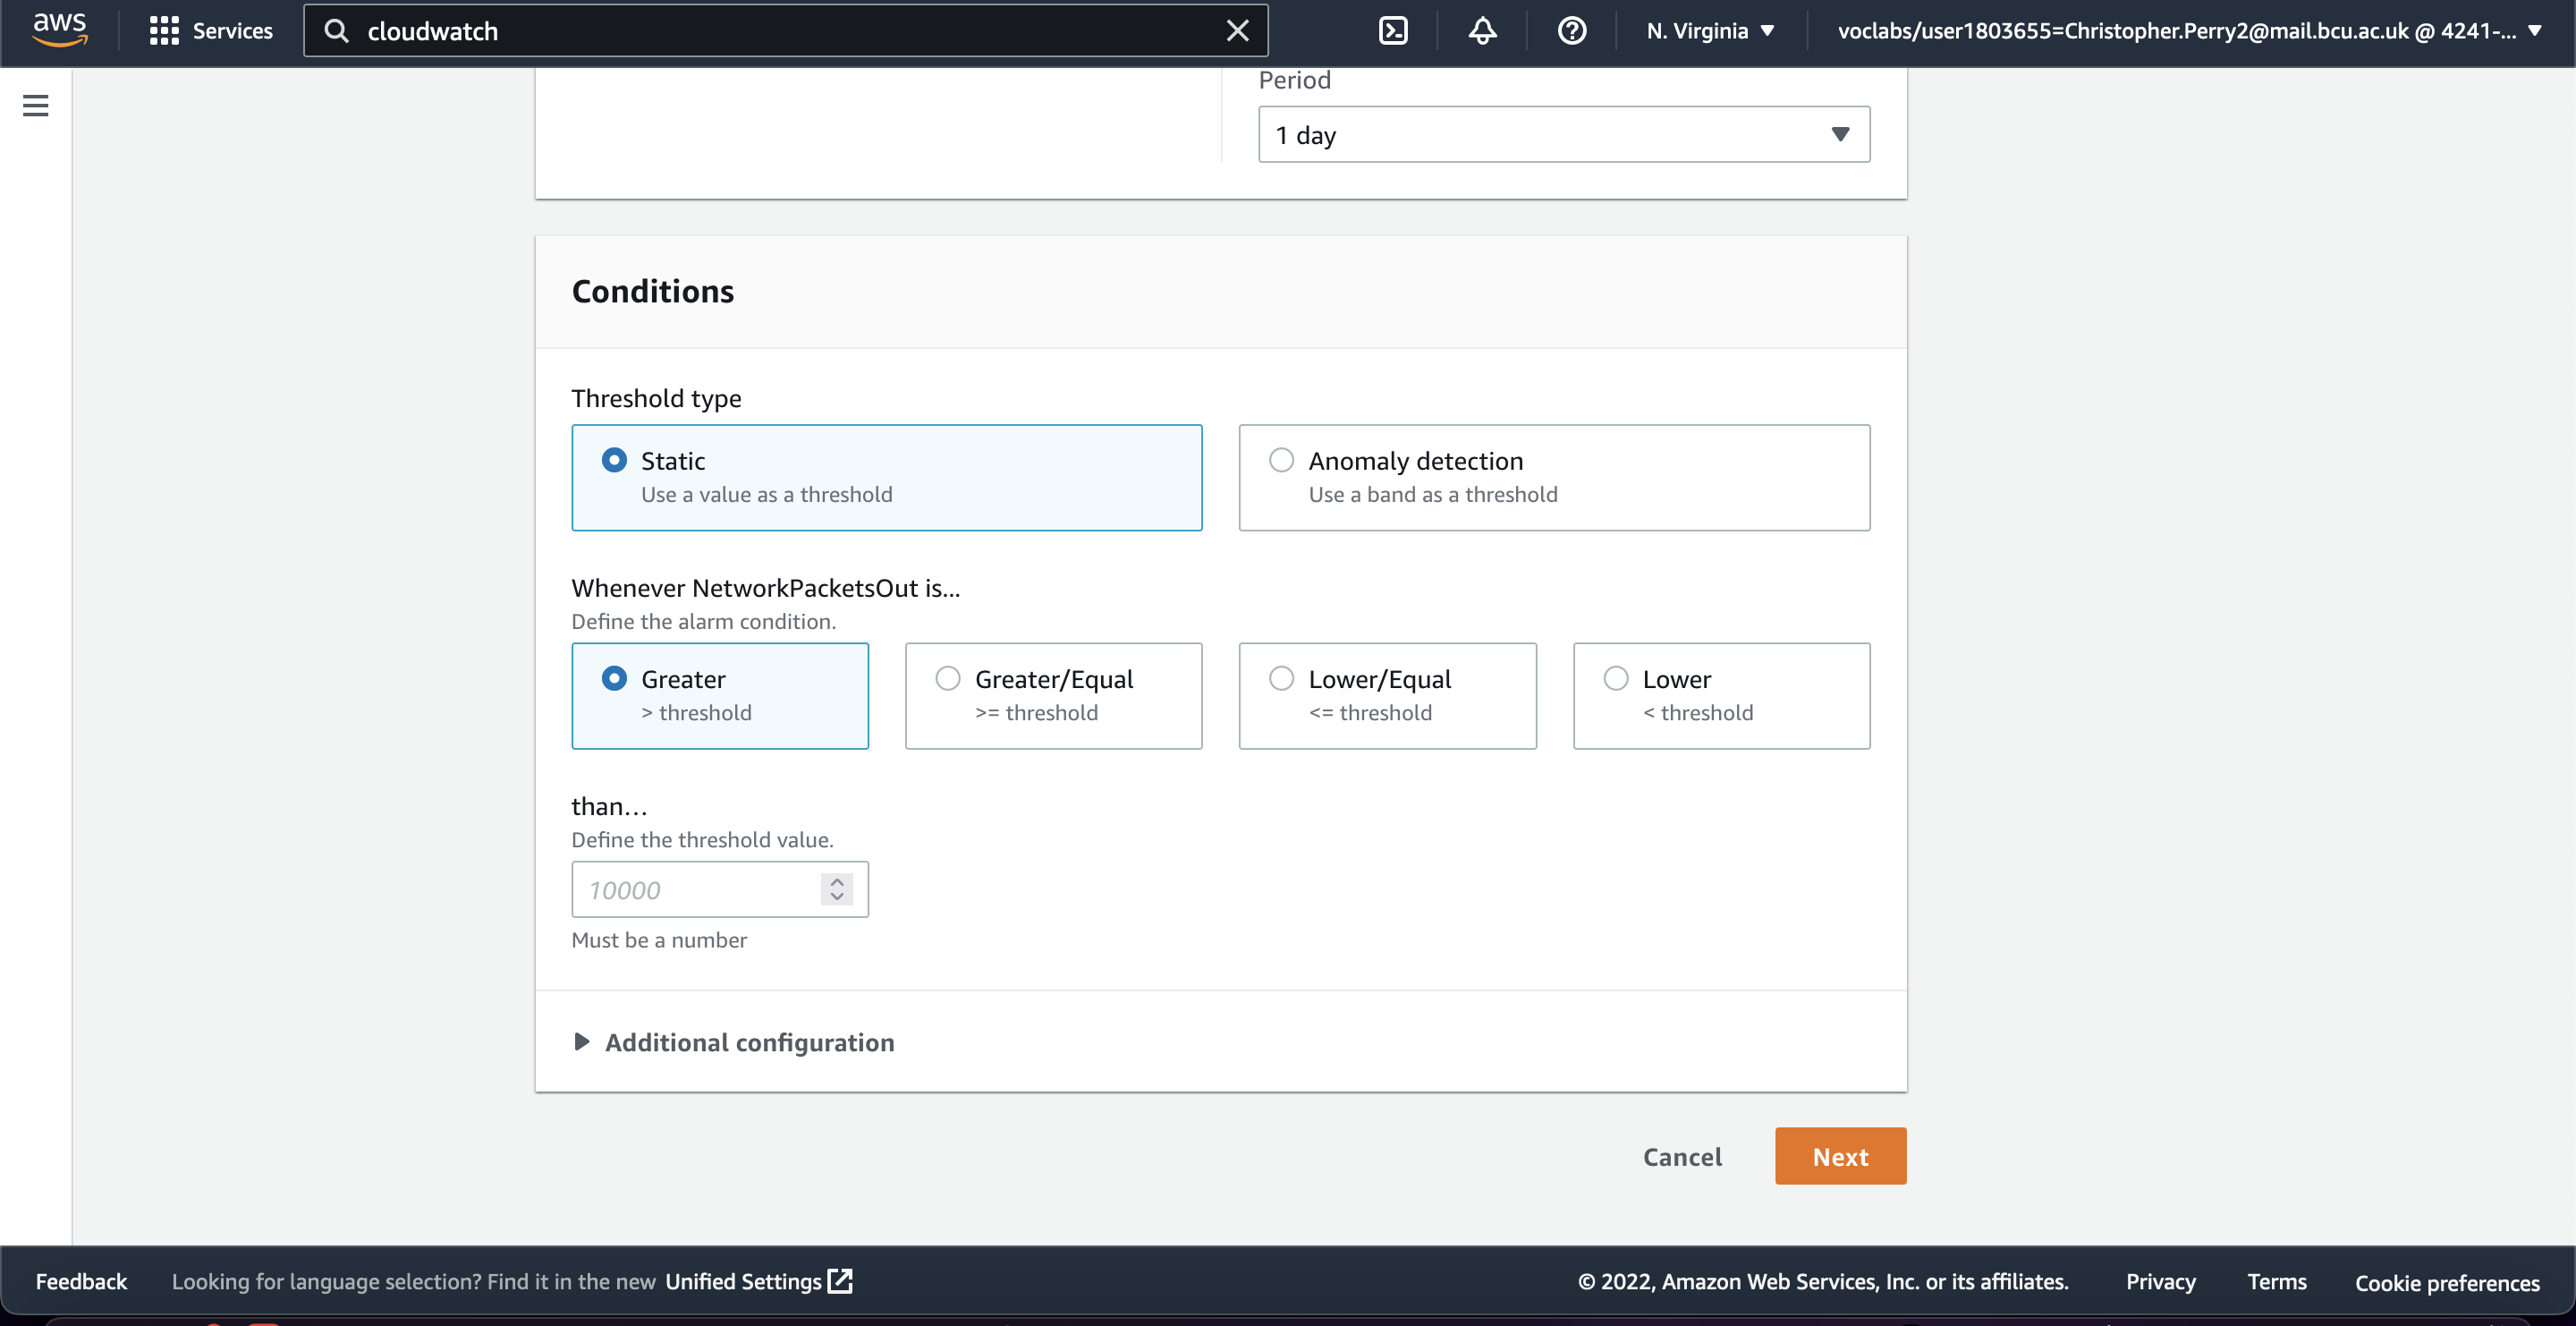 aws Services cloudwatch N. Virginia voclabs/user1803655=Christopher.Perry2@mail.bcu.ac.uk @ 4241-...
Period
1 day
Conditions
Threshold type
Static
Use a value as a threshold
Anomaly detection
Use a band as a threshold
Whenever NetworkPacketsOut is...
Define the alarm condition.
Greater
> threshold
Greater/Equal
>= threshold
Lower/Equal
<= threshold
Lower
< threshold
than...
Define the threshold value.
10000
Must be a number
Additional configuration
Cancel Next
Feedback Looking for language selection? Find it in the new Unified Settings © 2022, Amazon Web Services, Inc. or its affiliates. Privacy Terms Cookie preferences